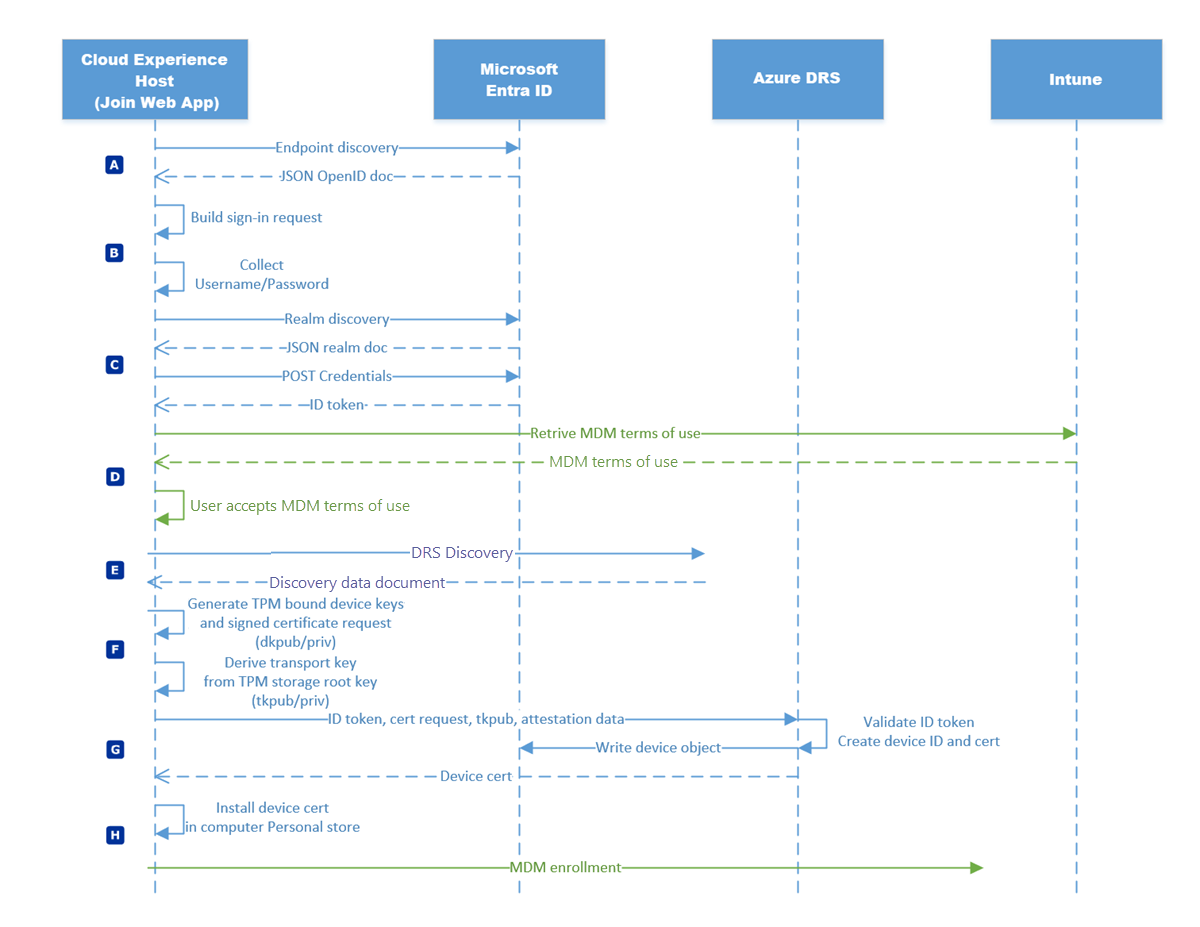 Cloud Experience
Host
(Join Web App)
Microsoft
Entra ID
Azure DRS
Intune
Endpoint discovery
A
JSON OpenID doc
Build sign-in request
B
Collect
Username/Password
Realm discovery
JSON realm doc
C
POST Credentials
ID token
Retrive MDM terms of use
MDM terms of use
D
User accepts MDM terms of use
DRS Discovery
E
Discovery data document
Generate TPM bound device keys
and signed certificate request
(dkpub/priv)
F
Derive transport key
from TPM storage root key
(tkpub/priv)
ID token, cert request, tkpub, attestation data
Validate ID token
Create device ID and cert
G
Write device object
Device cert
Install device cert
in computer Personal store
H
MDM enrollment